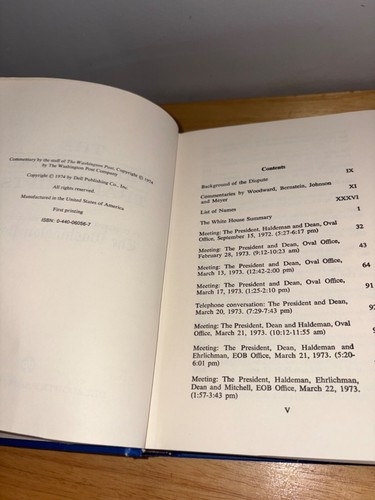 Commentary by the staff of The Washington Post, Copyright © 1974
by The Washington Post Company
Copyright © 1974 by Dell Publishing Co., Inc.
All rights reserved.
Manufactured in the United States of America
First printing
ISBN: 0-440-08056-7
Contents
Background of the Dispute IX
Commentaries by Woodward, Bernstein, Johnson
and Meyer XI
List of Names XXXVI
The White House Summary 1
Meeting: The President, Haldeman and Dean, Oval
Office, September 15, 1972. (5:27-6:17 pm) 32
Meeting: The President and Dean, Oval Office,
February 28, 1973. (9:12-10:23 am) 43
Meeting: The President and Dean, Oval Office,
March 13, 1973. (12:42-2:00 pm) 64
Meeting: The President and Dean, Oval Office,
March 17, 1973. (1:25-2:10 pm) 91
Telephone conversation: The President and Dean,
March 20, 1973. (7:29-7:43 pm)
Meeting: The President, Dean and Haldeman, Oval
Office, March 21, 1973. (10:12-11:55 am)
Meeting: The President, Dean, Haldeman and
Ehrlichman, EOB Office, March 21, 1973. (5:20-
6:01 pm)
Meeting: The President, Haldeman, Ehrlichman,
Dean and Mitchell, EOB Office, March 22, 1973.
(1:57-3:43 pm)
V